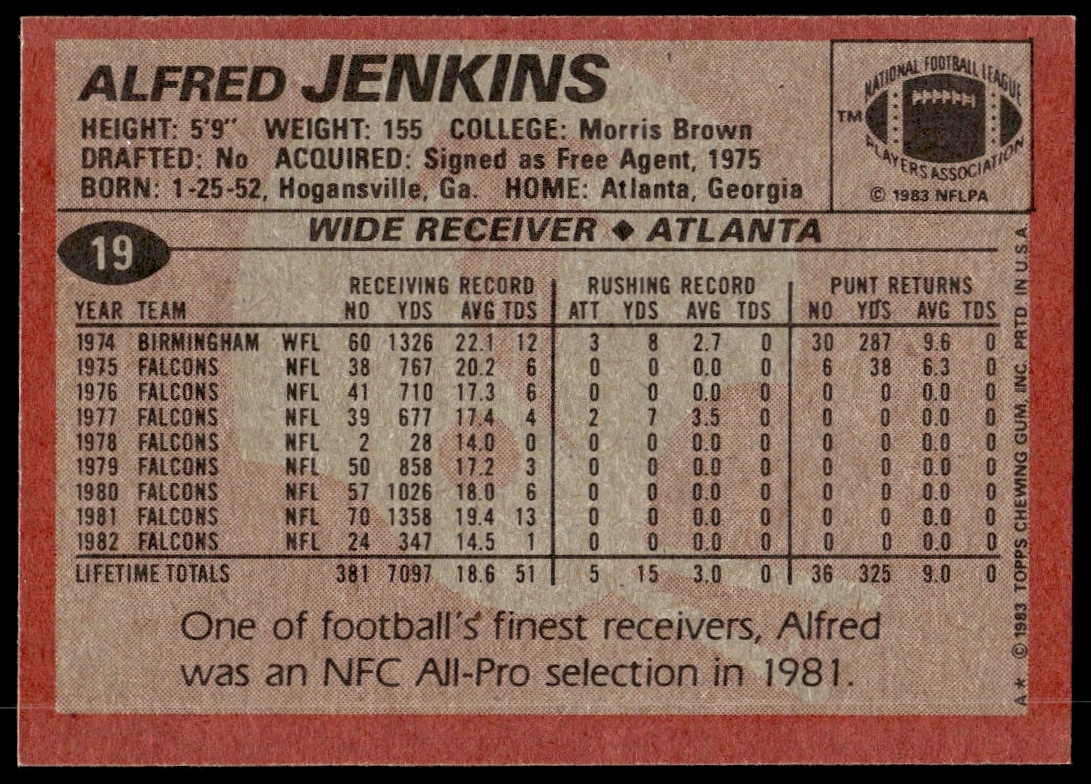 ALFRED JENKINS
HEIGHT: 5'9" WEIGHT: 155 COLLEGE: Morris Brown
DRAFTED: No ACQUIRED: Signed as Free Agent, 1975
BORN: 1-25-52, Hogansville, Ga. HOME: Atlanta, Georgia
NATIONAL FOOTBALL LEAGUE
TM
PLAYERS ASSOCIATION
© 1983 NFLPA
19
WIDE RECEIVER ♦ ATLANTA
RECEIVING RECORD RUSHING RECORD PUNT RETURNS
YEAR TEAM NO YDS AVG TDS ATT YDS AVG TDS NO YDS AVG TDS
1974 BIRMINGHAM WFL 60 1326 22.1 12 3 8 2.7 0 30 287 9.6 0
1975 FALCONS NFL 38 767 20.2 6 0 0 0.0 0 6 38 6.3 0
1976 FALCONS NFL 41 710 17.3 6 0 0 0.0 0 0 0 0.0 0
1977 FALCONS NFL 39 677 17.4 4 2 7 3.5 0 0 0 0.0 0
1978 FALCONS NFL 2 28 14.0 0 0 0 0.0 0 0 0 0.0 0
1979 FALCONS NFL 50 858 17.2 3 0 0 0.0 0 0 0 0.0 0
1980 FALCONS NFL 57 1026 18.0 6 0 0 0.0 0 0 0 0.0 0
1981 FALCONS NFL 70 1358 19.4 13 0 0 0.0 0 0 0 0.0 0
1982 FALCONS NFL 24 347 14.5 1 0 0 0.0 0 0 0 0.0 0
LIFETIME TOTALS 381 7097 18.6 51 5 15 3.0 0 36 325 9.0 0
One of football's finest receivers, Alfred
was an NFC All-Pro selection in 1981.
A* © 1983 TOPPS CHEWING GUM, INC. PRTD IN U.S.A.